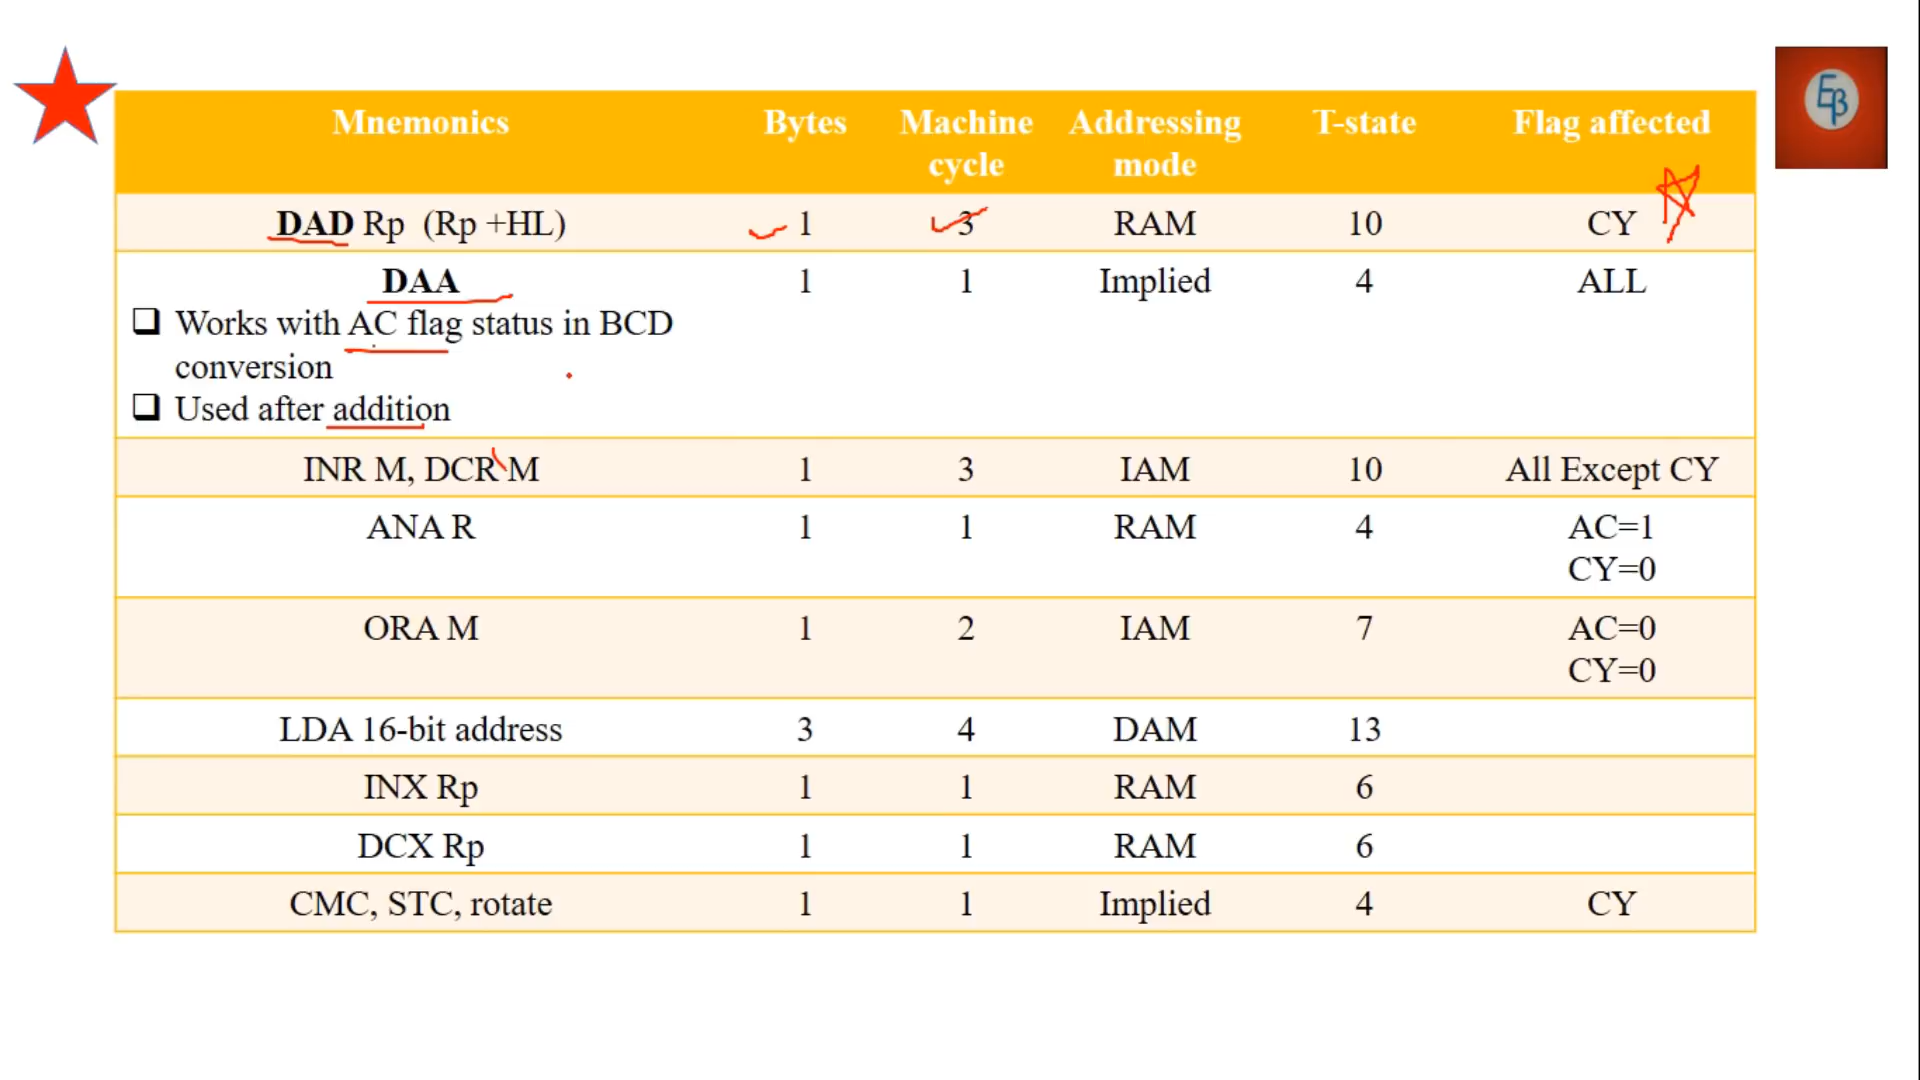 Mnemonics Bytes Machine cycle Addressing mode T-state Flag affected
DAD Rp (Rp +HL) 1 3 RAM 10 CY
DAA 1 1 Implied 4 ALL
Works with AC flag status in BCD
conversion
Used after addition
INR M, DCR M 1 3 IAM 10 All Except CY
ANA R 1 1 RAM 4 AC=1
CY=0
ORA M 1 2 IAM 7 AC=0
CY=0
LDA 16-bit address 3 4 DAM 13
INX Rp 1 1 RAM 6
DCX Rp 1 1 RAM 6
CMC, STC, rotate 1 1 Implied 4 CY
Eβ